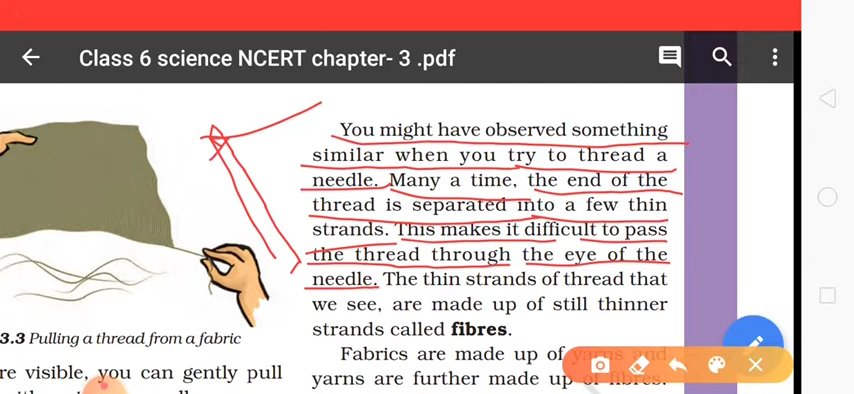 Class 6 science NCERT chapter- 3 .pdf
You might have observed something
similar when you try to thread a
needle. Many a time, the end of the
thread is separated into a few thin
strands. This makes it difficult to pass
the thread through the eye of the
needle. The thin strands of thread that
we see, are made up of still thinner
strands called fibres.
Fabrics are made up of yarns and
yarns are further made up of fibres.
3.3 Pulling a thread from a fabric
re visible, you can gently pull